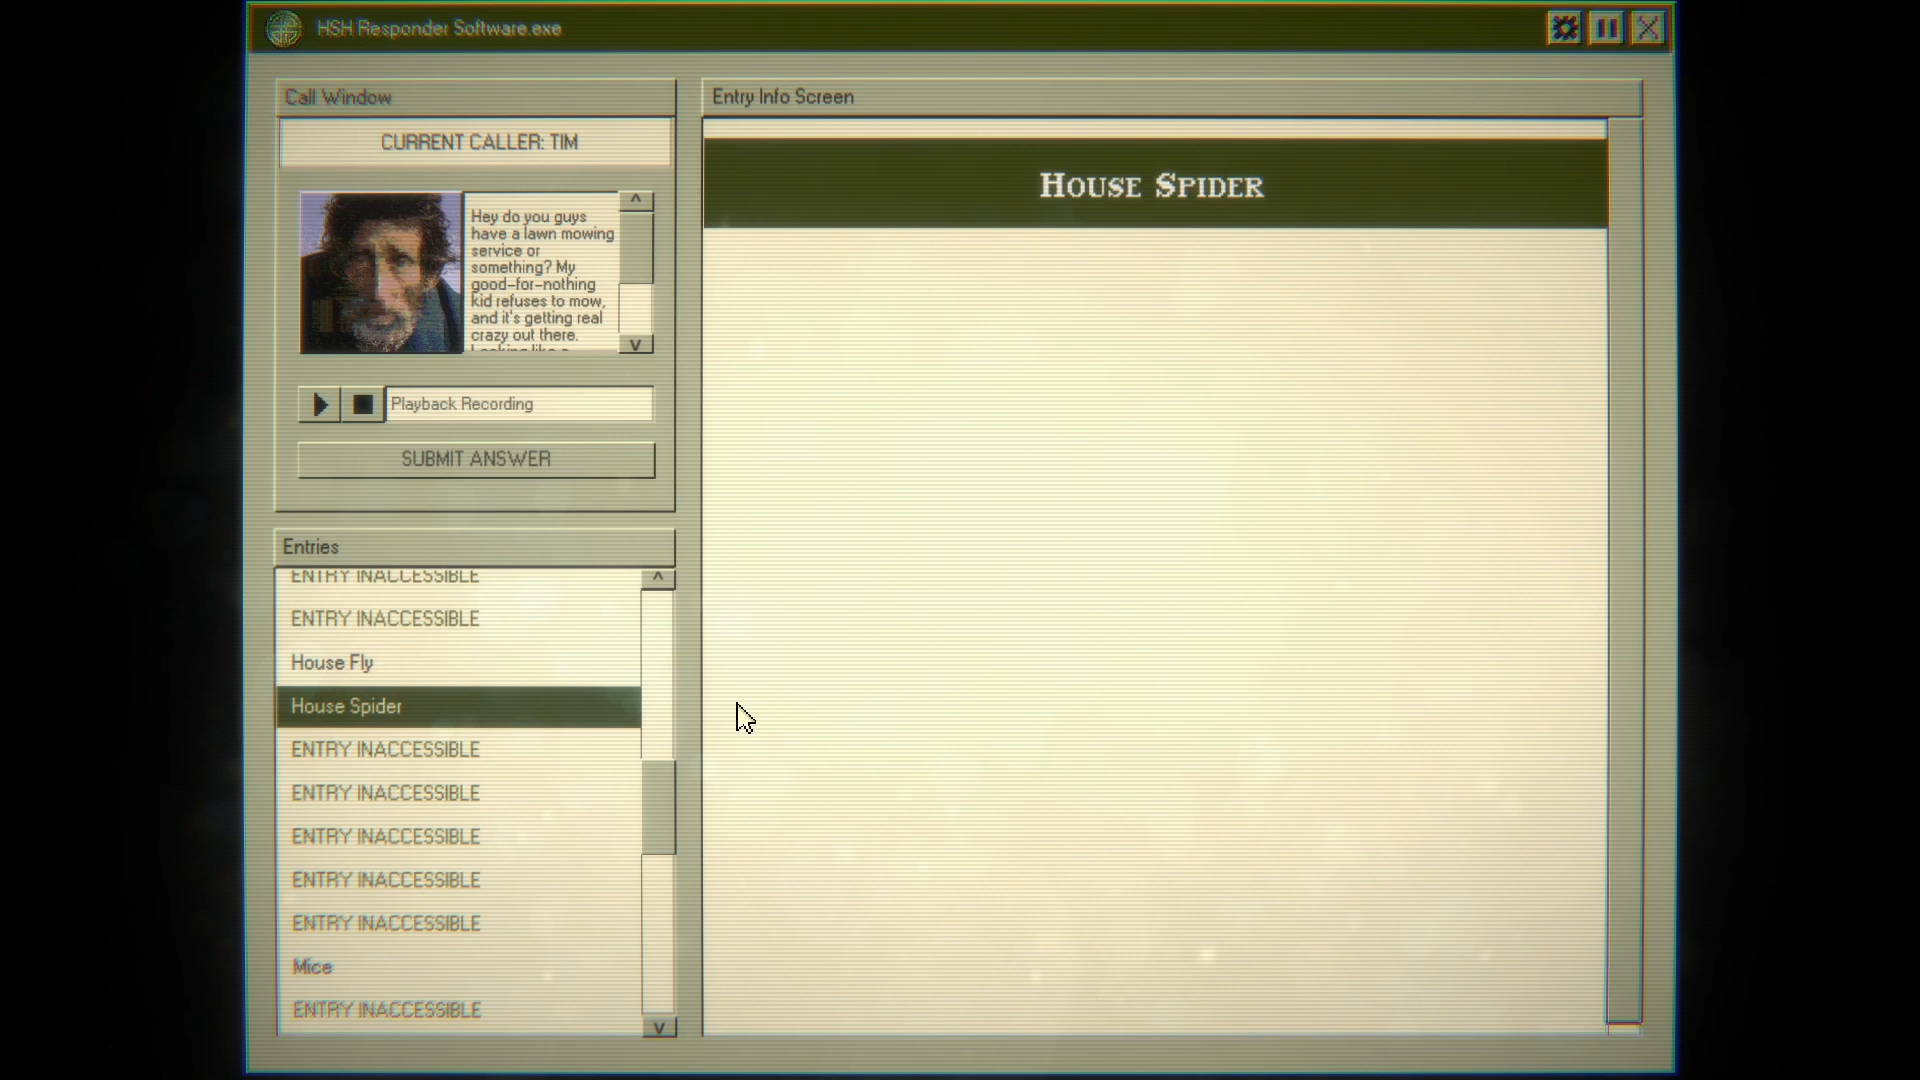 HSH Responder Software.exe
Call Window
CURRENT CALLER: TIM
Hey do you guys
have a lawn mowing
service or
something? My
good-for-nothing
kid refuses to mow,
and it's getting real
crazy out there.
Looking like a
Playback Recording
SUBMIT ANSWER
Entries
ENTRY INACCESSIBLE
ENTRY INACCESSIBLE
House Fly
House Spider
ENTRY INACCESSIBLE
ENTRY INACCESSIBLE
ENTRY INACCESSIBLE
ENTRY INACCESSIBLE
ENTRY INACCESSIBLE
Mice
ENTRY INACCESSIBLE
Entry Info Screen
House Spider